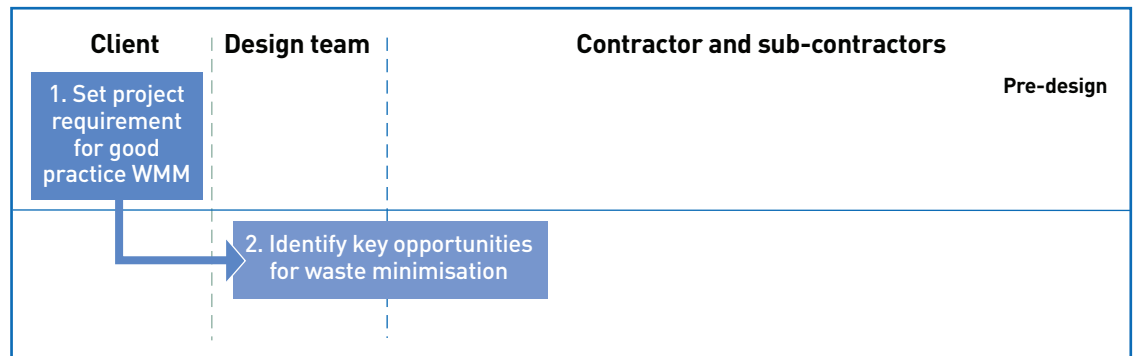 Client
Design team
Contractor and sub-contractors
Pre-design
1. Set project
requirement
for good
practice WMM
2. Identify key opportunities
for waste minimisation